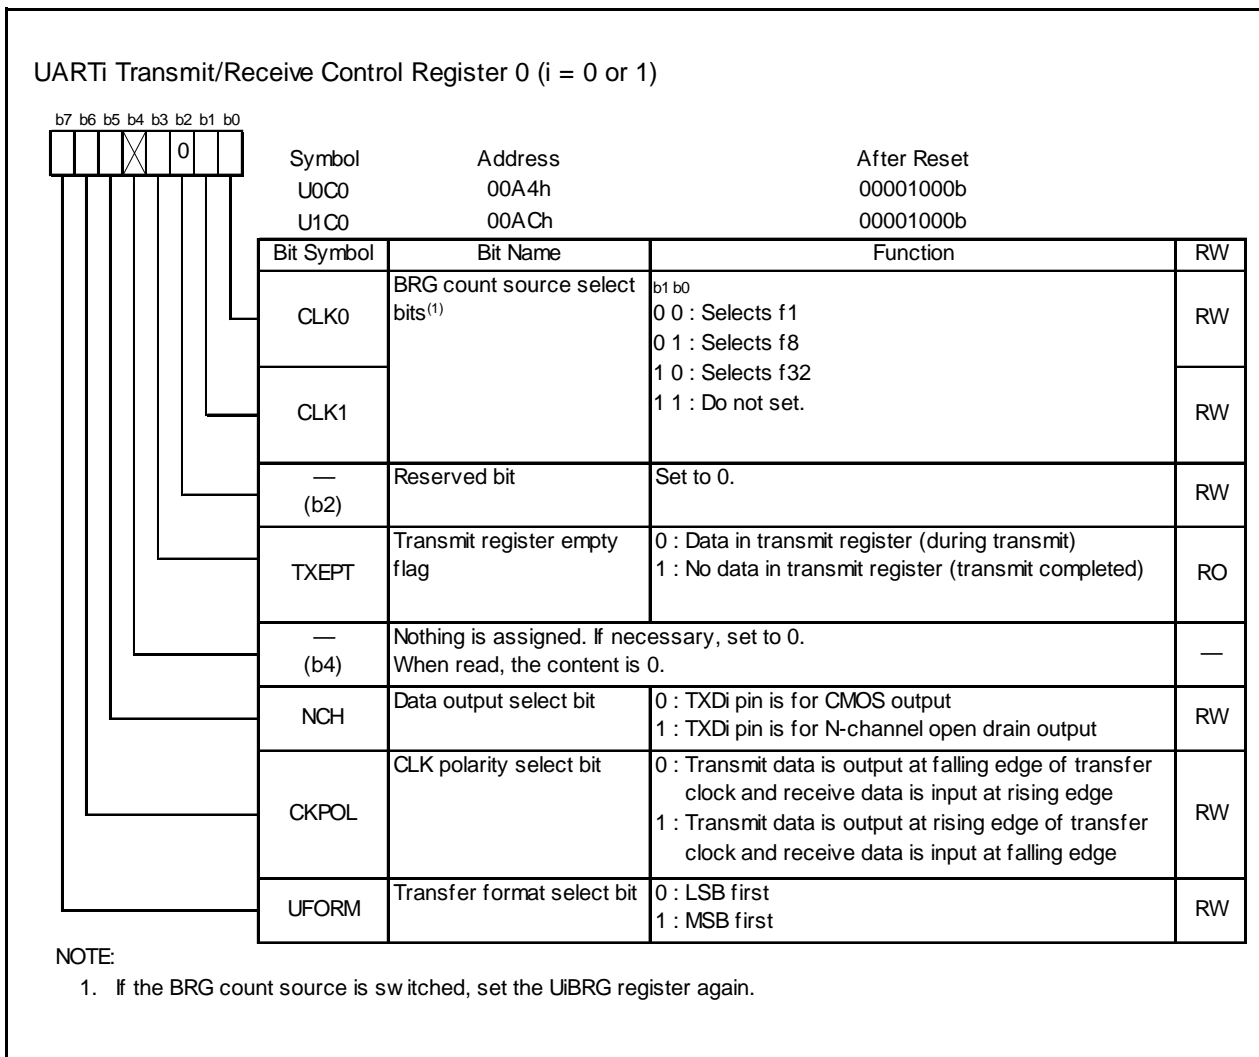 UARTi Transmit/Receive Control Register 0 (i = 0 or 1)
b7 b6 b5 b4 b3 b2 b1 b0
0
Symbol Address After Reset
U0C0 00A4h 00001000b
U1C0 00ACh 00001000b
Bit Symbol Bit Name Function RW
CLK0 BRG count source select bits(1) RW
b1 b0
0 0 : Selects f1
0 1 : Selects f8
1 0 : Selects f32
1 1 : Do not set.
CLK1 RW
— (b2) Reserved bit Set to 0. RW
TXEPT Transmit register empty flag RO
0 : Data in transmit register (during transmit)
1 : No data in transmit register (transmit completed)
— (b4) —
Nothing is assigned. If necessary, set to 0.
When read, the content is 0.
NCH Data output select bit RW
0 : TXDi pin is for CMOS output
1 : TXDi pin is for N-channel open drain output
CKPOL CLK polarity select bit RW
0 : Transmit data is output at falling edge of transfer
clock and receive data is input at rising edge
1 : Transmit data is output at rising edge of transfer
clock and receive data is input at falling edge
UFORM Transfer format select bit RW
0 : LSB first
1 : MSB first
NOTE:
1. If the BRG count source is switched, set the UiBRG register again.